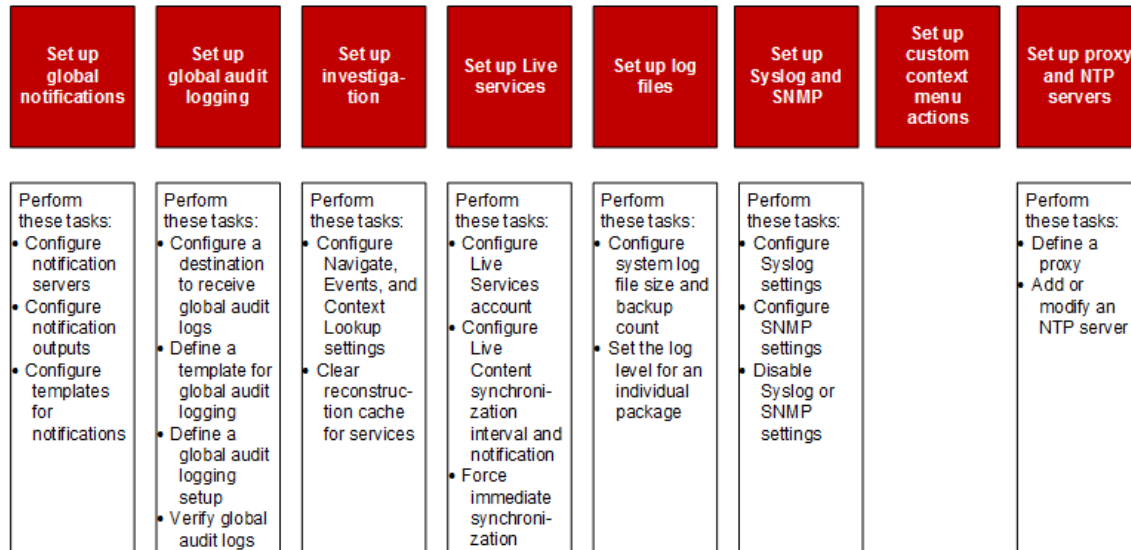 Set up
global
notifications
Set up
global audit
logging
Set up
investiga-
tion
Set up Live
services
Set up log
files
Set up
Syslog and
SNMP
Set up
custom
context
menu
actions
Set up proxy
and NTP
servers
Perform
these tasks:
• Configure
notification
servers
• Configure
notification
outputs
• Configure
templates
for
notifications
Perform
these tasks:
• Configure a
destination
to receive
global audit
logs
• Define a
template for
global audit
logging
• Define a
global audit
logging
setup
• Verify global
audit logs
Perform
these tasks:
• Configure
Navigate,
Events, and
Context
Lookup
settings
• Clear
reconstruc-
tion cache
for services
Perform
these tasks:
• Configure
Live
Services
account
• Configure
Live
Content
synchroni-
zation
interval and
notification
• Force
immediate
synchroni-
zation
Perform
these tasks:
• Configure
system log
file size and
backup
count
• Set the log
level for an
individual
package
Perform
these tasks:
• Configure
Syslog
settings
• Configure
SNMP
settings
• Disable
Syslog or
SNMP
settings
Perform
these tasks:
• Define a
proxy
• Add or
modify an
NTP server